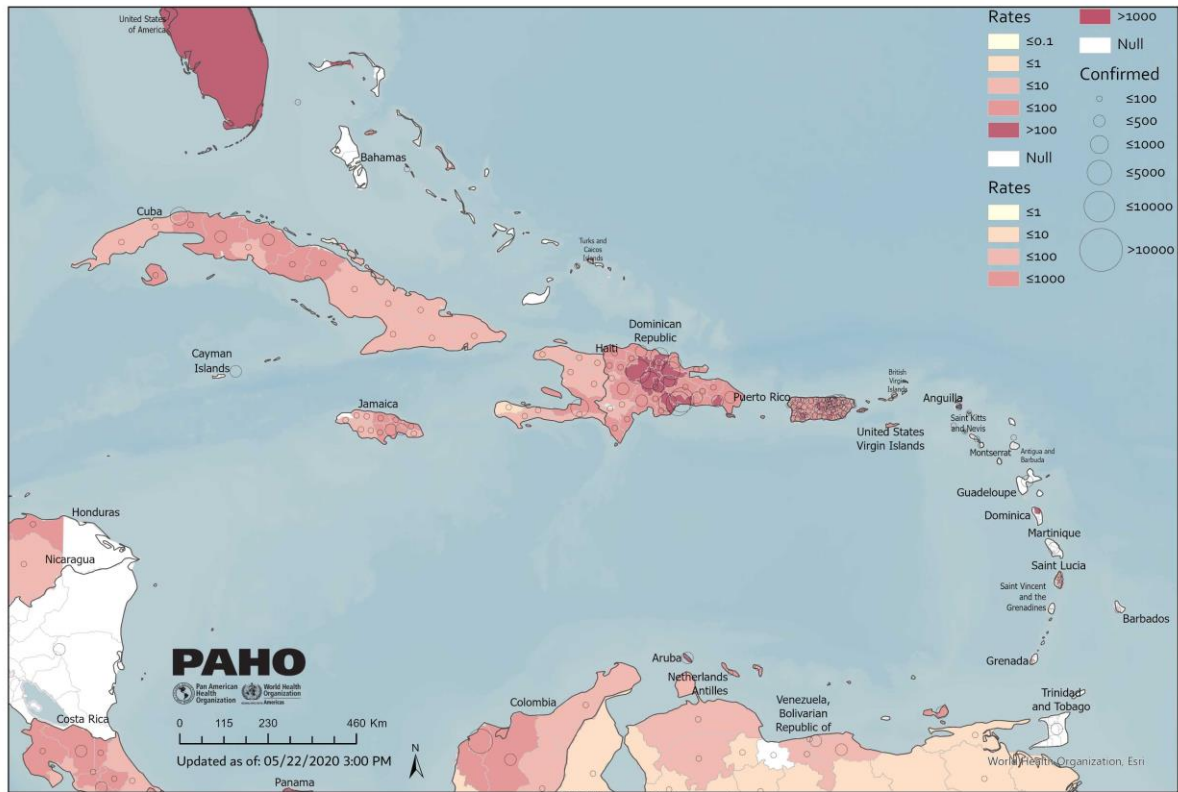 United States
of America
Bahamas
Cuba
Turks and
Caicos
Islands
Cayman
Islands
Jamaica
Haiti
Dominican
Republic
Puerto Rico
British
Virgin
Islands
United States
Virgin Islands
Anguilla
Saint Kitts
and Nevis
Montserrat
Antigua and
Barbuda
Guadeloupe
Dominica
Martinique
Saint Lucia
Saint Vincent
and the
Grenadines
Barbados
Grenada
Trinidad
and Tobago
Honduras
Nicaragua
Costa Rica
Panama
Colombia
Aruba
Netherlands
Antilles
Venezuela,
Bolivarian
Republic of
Rates
≤0.1
≤1
≤10
≤100
>100
Null
Rates
≤1
≤10
≤100
≤1000
>1000
Null
Confirmed
≤100
≤500
≤1000
≤5000
≤10000
>10000
PAHO
Pan American
Health
Organization
World Health
Organization
Americas
0 115 230 460 Km
Updated as of: 05/22/2020 3:00 PM
N
World Health Organization, Esri